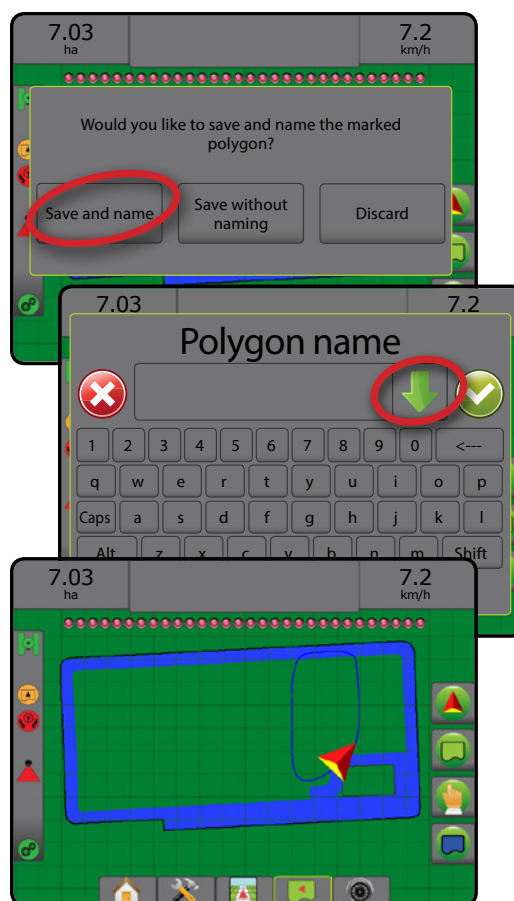 7.03 7.2
ha km/h
Would you like to save and name the marked
polygon?
Save and name
Save without
naming
Discard
7.03 7.2
Polygon name
1 2 3 4 5 6 7 8 9 0 <---
q w e r t y u i o p
Caps a s d f g h j k l
Alt z x c v b n m Shift
7.03 7.2
ha km/h